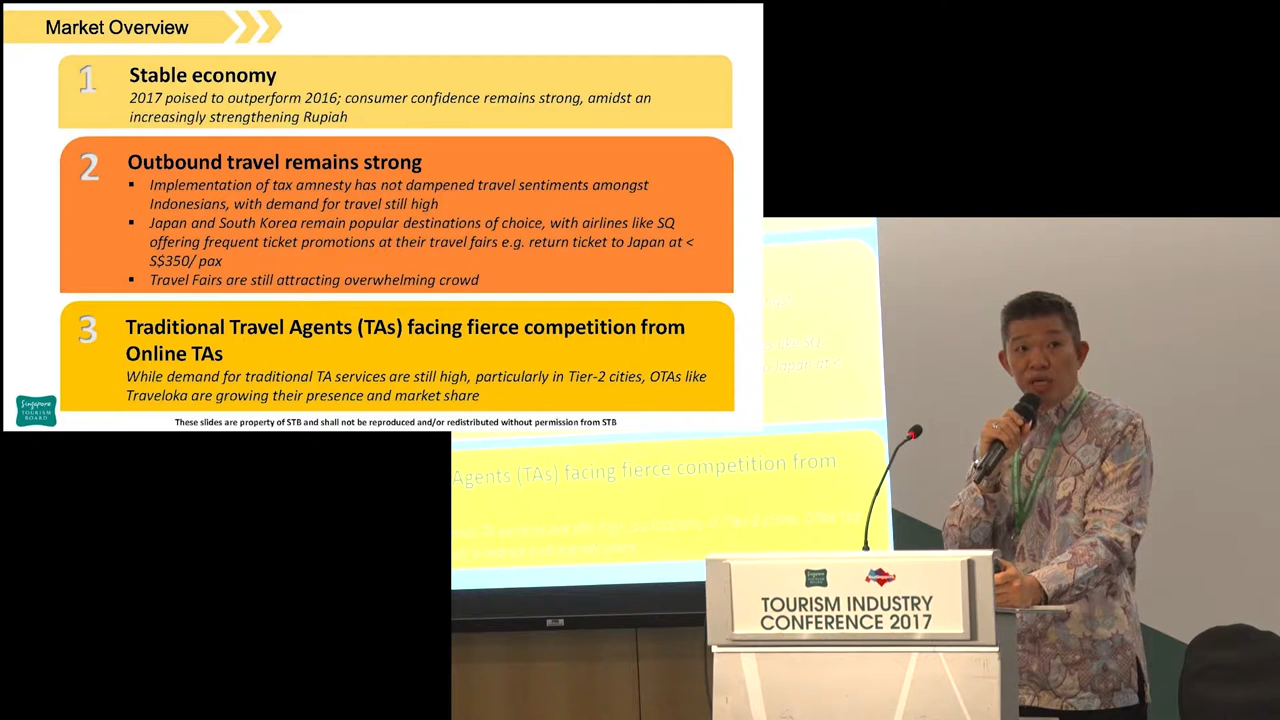 Market Overview
1
Stable economy
2017 poised to outperform 2016; consumer confidence remains strong, amidst an
increasingly strengthening Rupiah
2
Outbound travel remains strong
▪ Implementation of tax amnesty has not dampened travel sentiments amongst
Indonesians, with demand for travel still high
▪ Japan and South Korea remain popular destinations of choice, with airlines like SQ
offering frequent ticket promotions at their travel fairs e.g. return ticket to Japan at <
S$350/ pax
▪ Travel Fairs are still attracting overwhelming crowd
3
Traditional Travel Agents (TAs) facing fierce competition from
Online TAs
While demand for traditional TA services are still high, particularly in Tier-2 cities, OTAs like
Traveloka are growing their presence and market share
Singapore
TOURISM
BOARD
These slides are property of STB and shall not be reproduced and/or redistributed without permission from STB
like SQ
Japan at <
Agents (TAs) facing fierce competition from
TOURISM INDUSTRY
CONFERENCE 2017